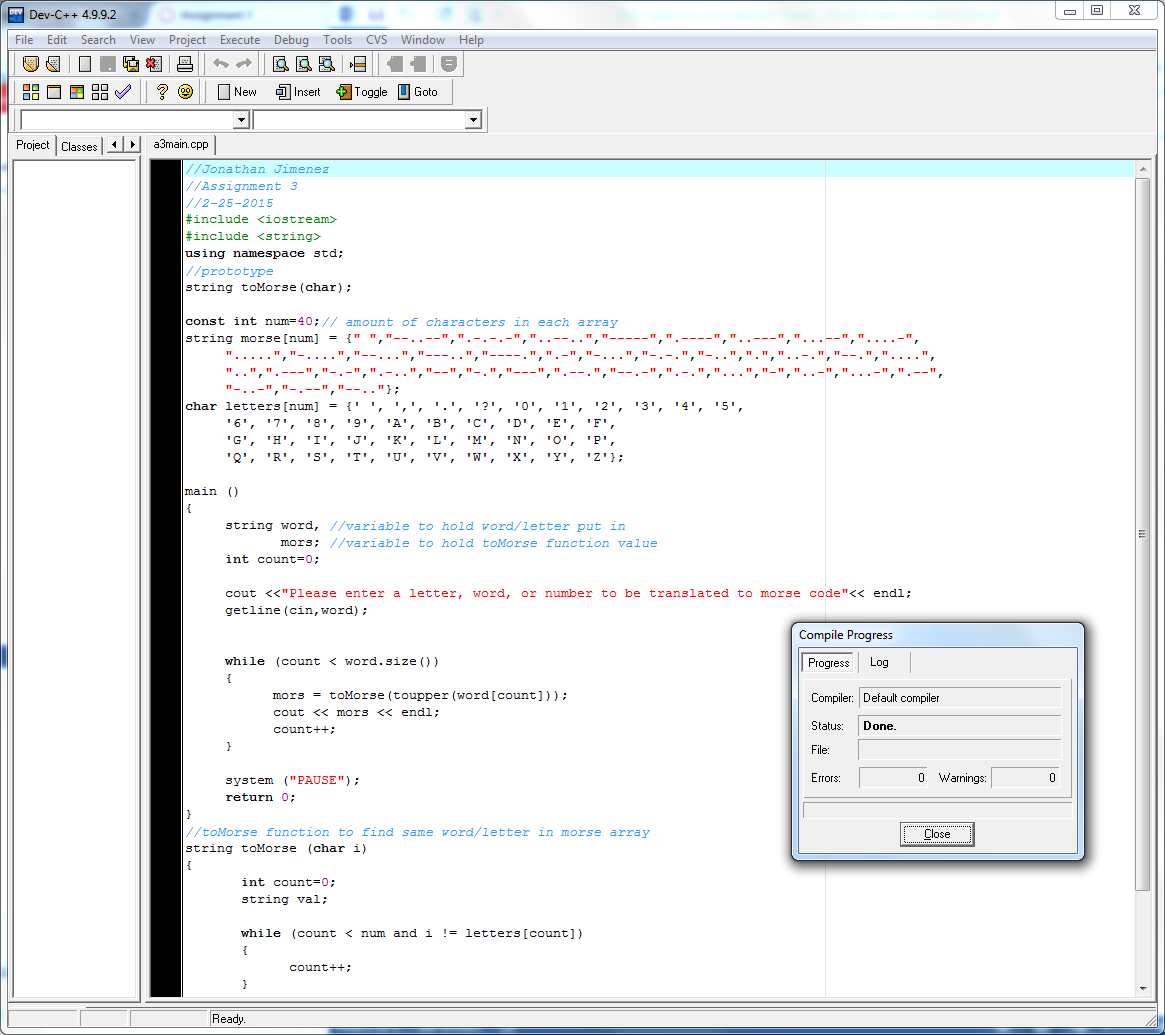 Dev-C++ 4.9.9.2
File Edit Search View Project Execute Debug Tools CVS Window Help
New Insert Toggle Goto
Project Classes a3main.cpp
//Jonathan Jimenez
//Assignment 3
//2-25-2015
#include <iostream>
#include <string>
using namespace std;
//prototype
string toMorse(char);
const int num=40;// amount of characters in each array
string morse[num] = {" ","--..--",".-.-.-","..--..","-----",".----","..---","...--","....-",
".....","-....","--...","---..","----.",".-","-...","-.-.","-..",".","..-.","--.","....",
"..",".---","-.-",".-..","--","-.","---",".--.","--.-",".-.","...","-","..-","...-",".--",
"-..-","-.--","--.."};
char letters[num] = {' ', ',', '.', '?', '0', '1', '2', '3', '4', '5',
'6', '7', '8', '9', 'A', 'B', 'C', 'D', 'E', 'F',
'G', 'H', 'I', 'J', 'K', 'L', 'M', 'N', 'O', 'P',
'Q', 'R', 'S', 'T', 'U', 'V', 'W', 'X', 'Y', 'Z'};
main ()
{
string word, //variable to hold word/letter put in
mors; //variable to hold toMorse function value
int count=0;
cout <<"Please enter a letter, word, or number to be translated to morse code"<< endl;
getline(cin,word);
while (count < word.size())
{
mors = toMorse(toupper(word[count]));
cout << mors << endl;
count++;
}
system ("PAUSE");
return 0;
}
//toMorse function to find same word/letter in morse array
string toMorse (char i)
{
int count=0;
string val;
while (count < num and i != letters[count])
{
count++;
}
Compile Progress
Progress Log
Compiler: Default compiler
Status: Done.
File:
Errors: 0 Warnings: 0
Close
Ready.